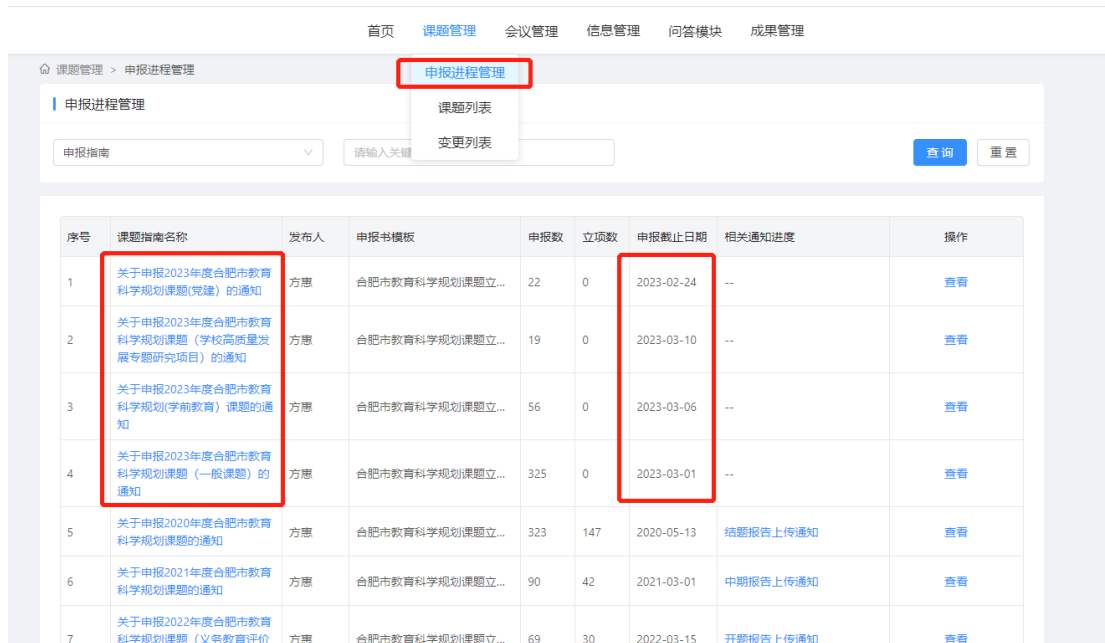 首页 课题管理 会议管理 信息管理 问答模块 成果管理
课题管理 > 申报进程管理
申报进程管理
课题列表
变更列表
申报进程管理
申报指南
请输入关键
查询 重置
序号 课题指南名称 发布人 申报书模板 申报数 立项数 申报截止日期 相关通知进度 操作
1 关于申报2023年度合肥市教育
科学规划课题(党建)的通知 方惠 合肥市教育科学规划课题立... 22 0 2023-02-24 -- 查看
2 关于申报2023年度合肥市教育
科学规划课题（学校高质量发
展专题研究项目）的通知 方惠 合肥市教育科学规划课题立... 19 0 2023-03-10 -- 查看
3 关于申报2023年度合肥市教育
科学规划(学前教育）课题的通
知 方惠 合肥市教育科学规划课题立... 56 0 2023-03-06 -- 查看
4 关于申报2023年度合肥市教育
科学规划课题（一般课题）的
通知 方惠 合肥市教育科学规划课题立... 325 0 2023-03-01 -- 查看
5 关于申报2020年度合肥市教育
科学规划课题的通知 方惠 合肥市教育科学规划课题立... 323 147 2020-05-13 结题报告上传通知 查看
6 关于申报2021年度合肥市教育
科学规划课题的通知 方惠 合肥市教育科学规划课题立... 90 42 2021-03-01 中期报告上传通知 查看
7 关于申报2022年度合肥市教育
科学规划课题（义务教育评价 方惠 合肥市教育科学规划课题立... 69 30 2022-03-15 开题报告上传通知 查看